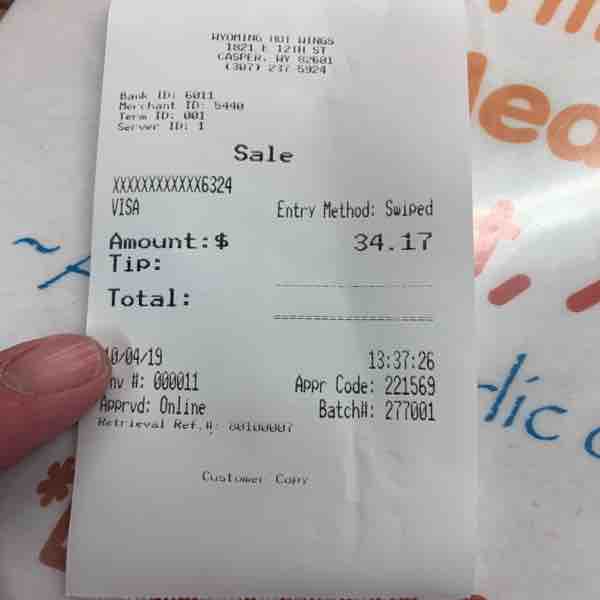 WYOMING HOT WINGS
1821 E 12TH ST
CASPER, WY 82601
(307) 237-5924
Bank ID: 6011
Merchant ID: 5440
Term ID: 001
Server ID: 1
Sale
XXXXXXXXXXXX6324
VISA Entry Method: Swiped
Amount:$ 34.17
Tip:
Total:
10/04/19 13:37:26
nv #: 000011 Appr Code: 221569
Apprvd: Online Batch#: 277001
Retrieval Ref.#: 00100007
Customer Copy